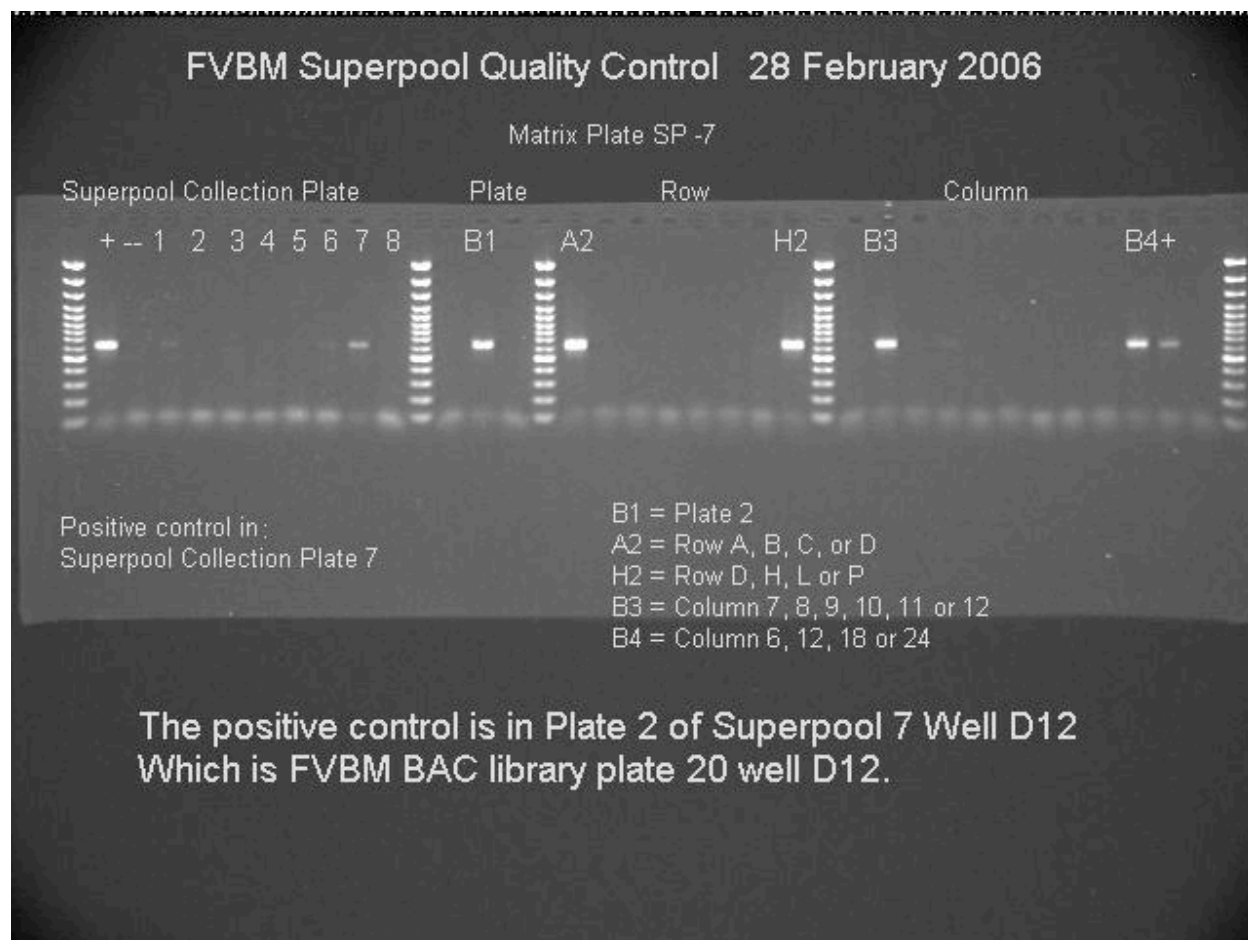 FVBM Superpool Quality Control 28 February 2006
Matrix Plate SP -7
Superpool Collection Plate Plate Row Column
+ -- 1 2 3 4 5 6 7 8 B1 A2 H2 B3 B4+
Positive control in:
Superpool Collection Plate 7
B1 = Plate 2
A2 = Row A, B, C, or D
H2 = Row D, H, L or P
B3 = Column 7, 8, 9, 10, 11 or 12
B4 = Column 6, 12, 18 or 24
The positive control is in Plate 2 of Superpool 7 Well D12
Which is FVBM BAC library plate 20 well D12.